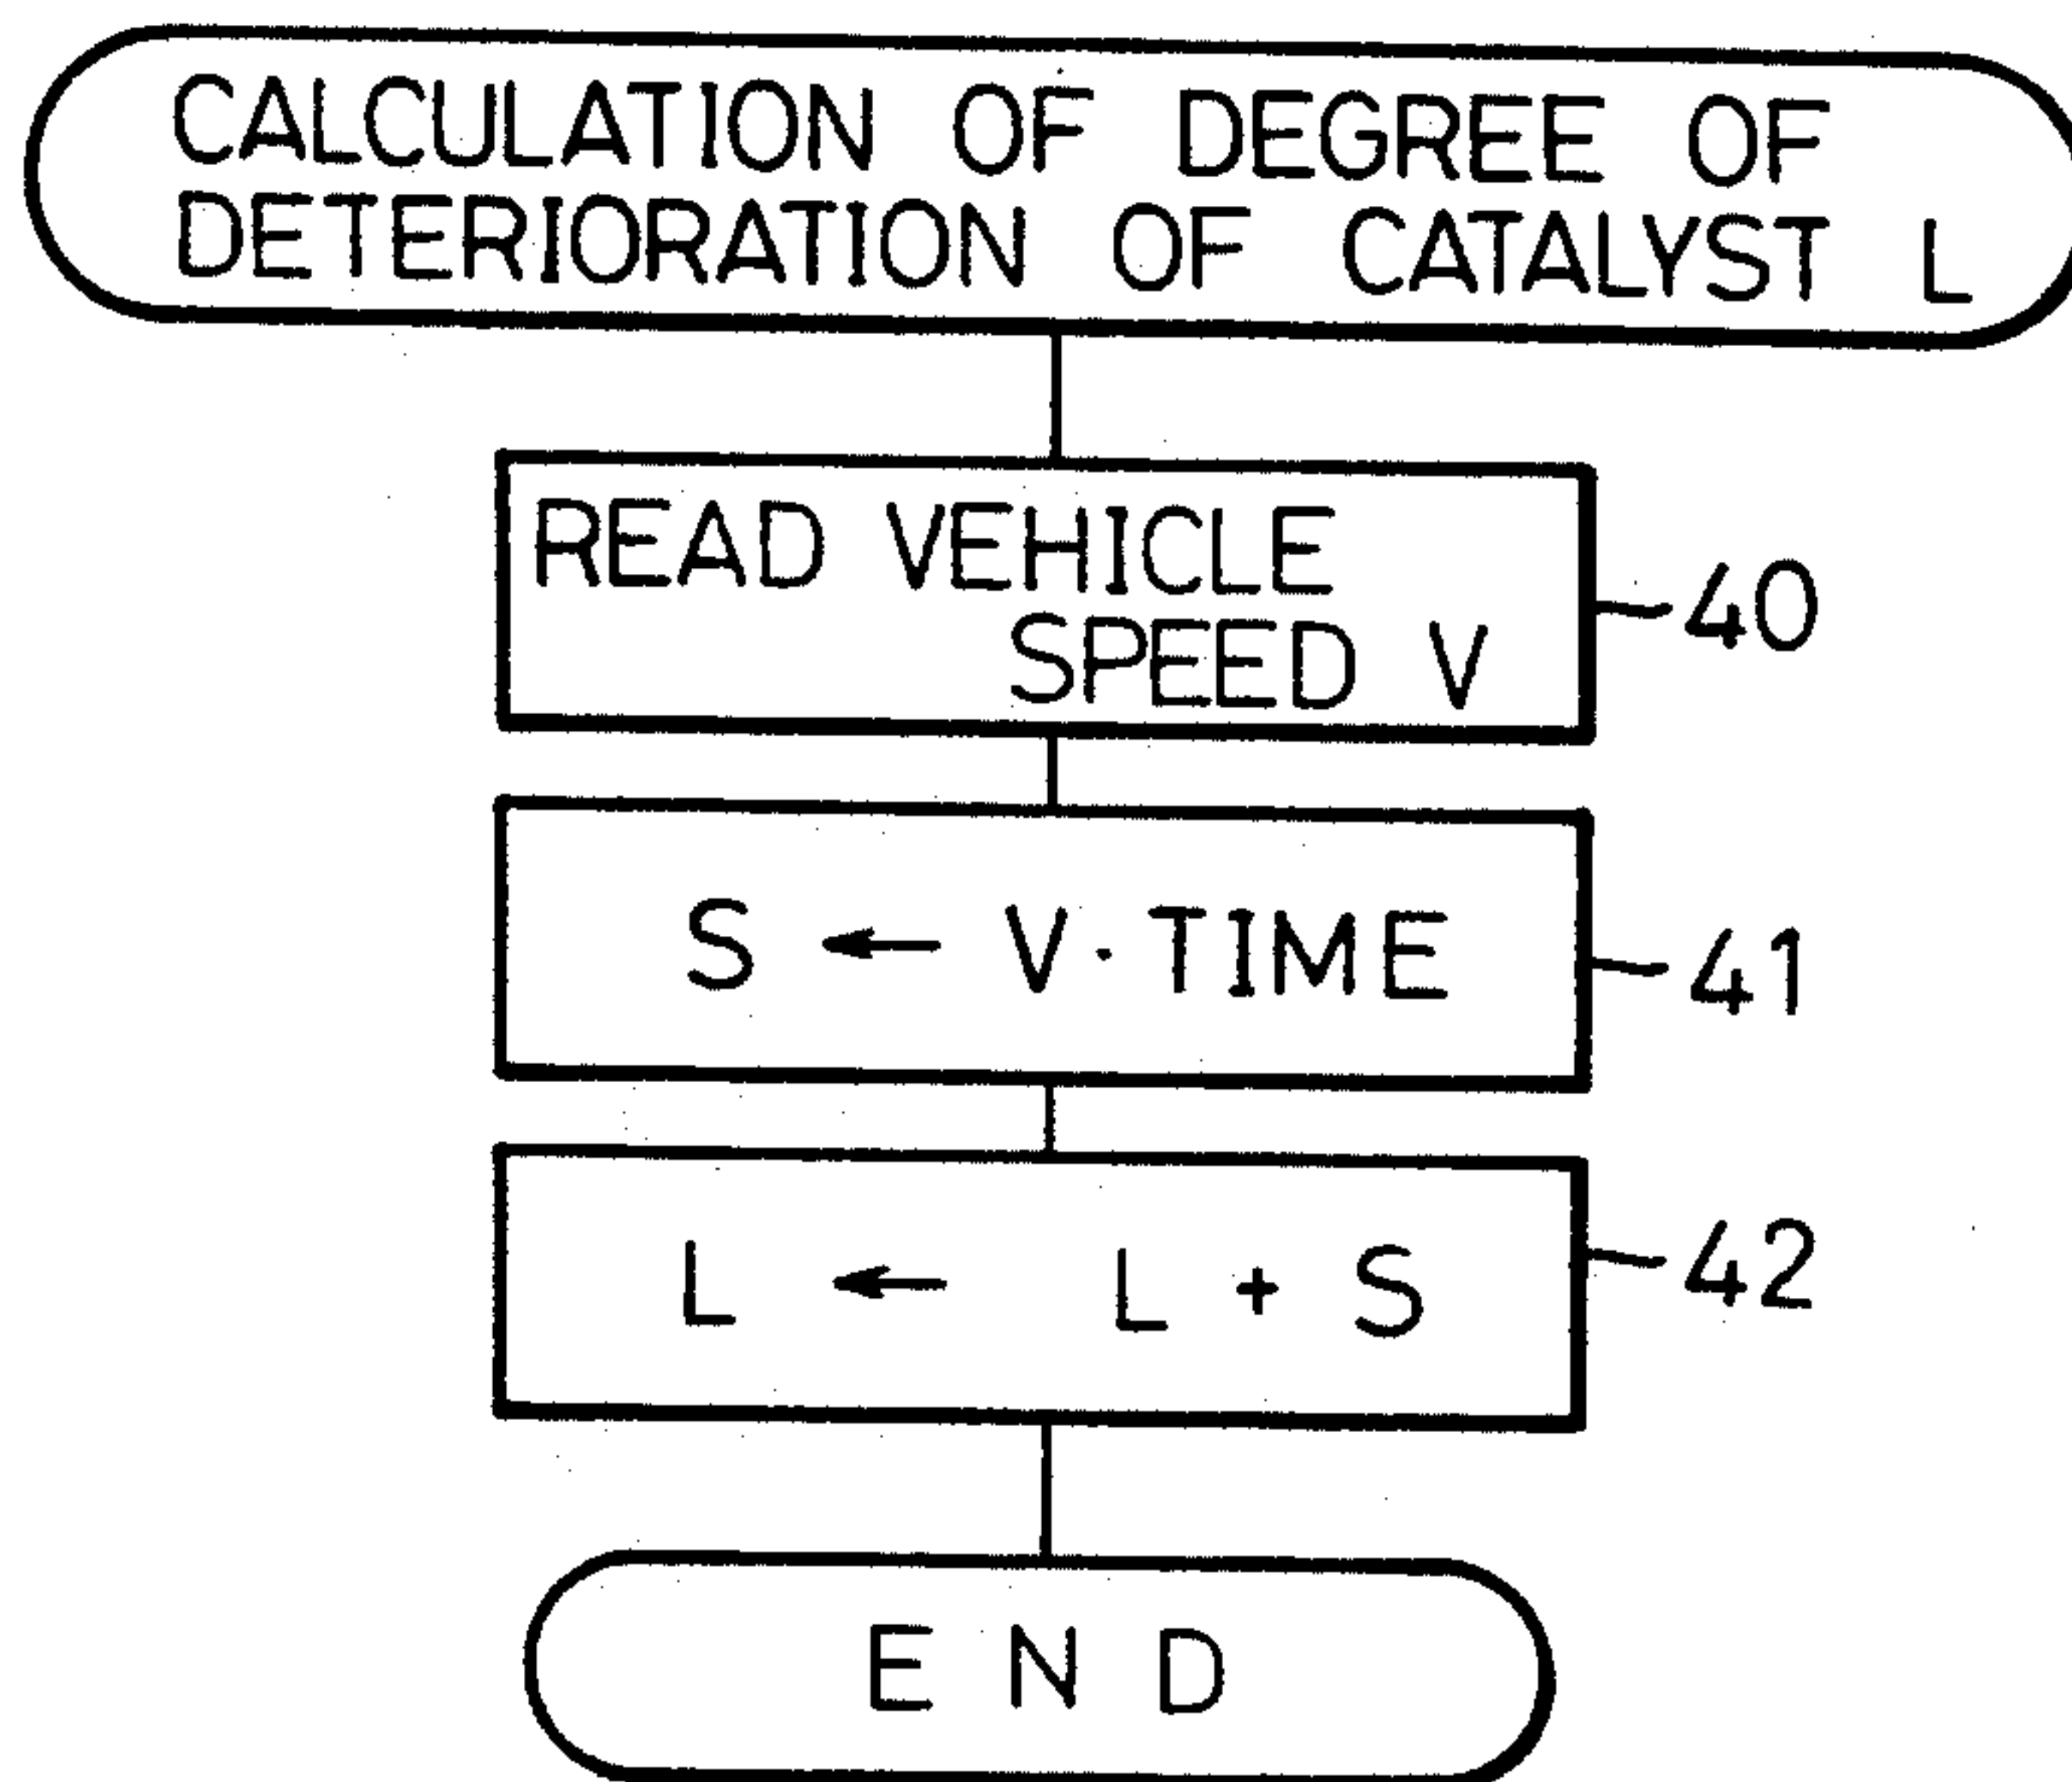 CALCULATION OF DEGREE OF
DETERIORATION OF CATALYST L
READ VEHICLE
SPEED V
40
S ← V·TIME
41
L ← L + S
42
END